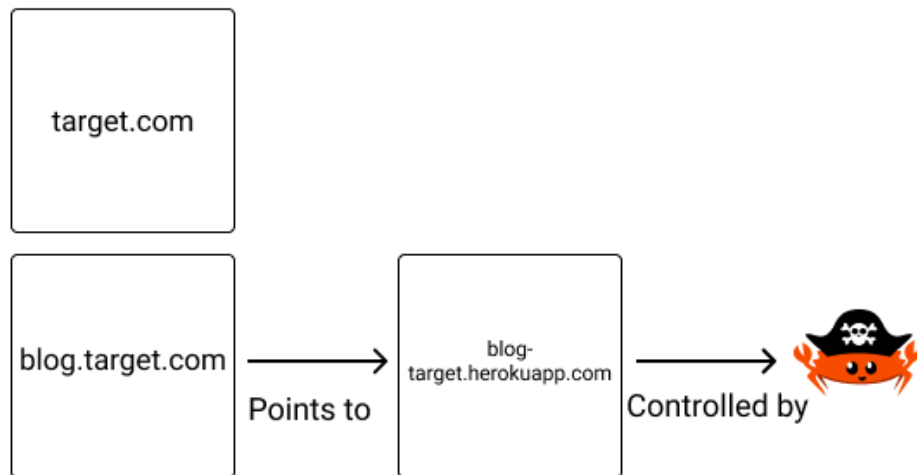 target.com
blog.target.com
Points to
blog-
target.herokuapp.com
Controlled by